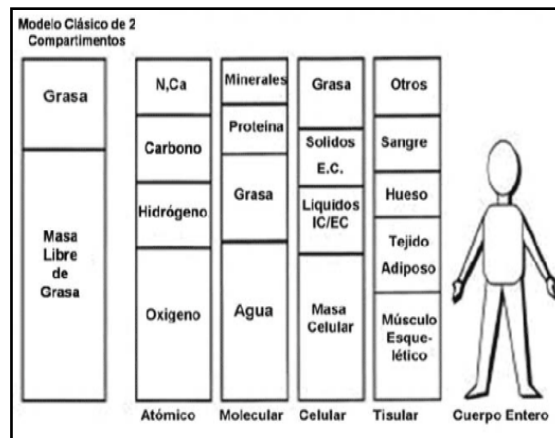 Modelo Clásico de 2
Compartimentos
Grasa
Masa
Libre
de
Grasa
N,Ca
Carbono
Hidrógeno
Oxigeno
Atómico
Minerales
Proteína
Grasa
Agua
Molecular
Grasa
Solidos
E.C.
Liquidos
IC/EC
Masa
Celular
Celular
Otros
Sangre
Hueso
Tejido
Adiposo
Músculo
Esque-
lético
Tisular
Cuerpo Entero